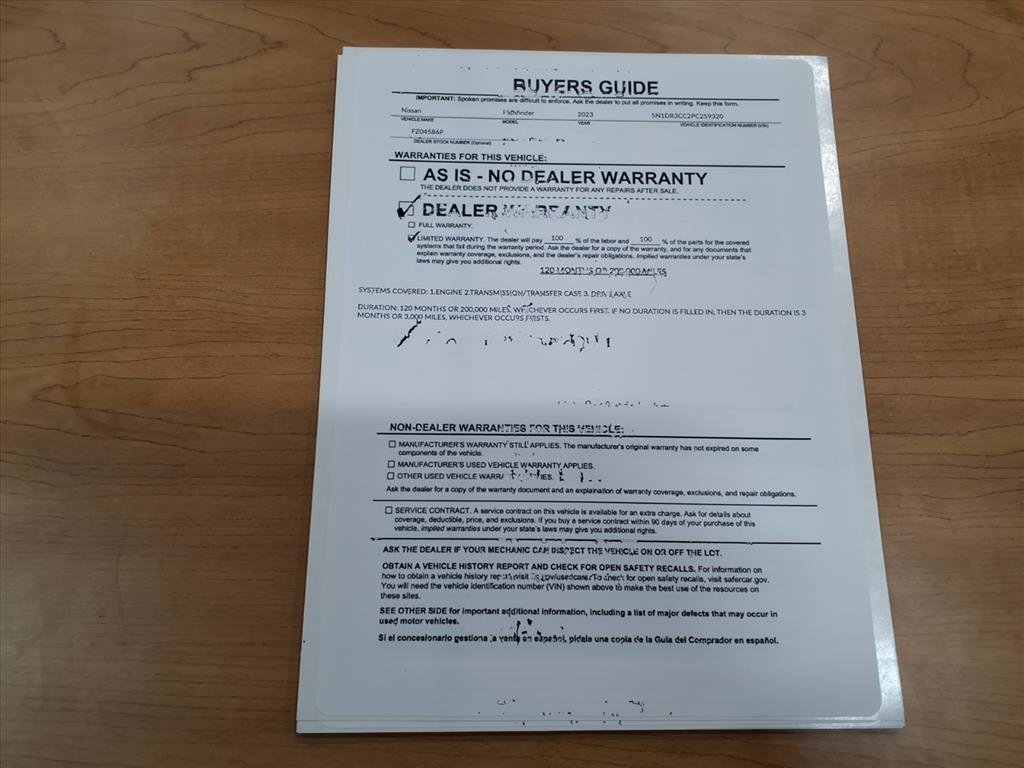 BUYERS GUIDE
IMPORTANT: Spoken promises are difficult to enforce. Ask the dealer to put all promises in writing. Keep this form.
Nissan Pathfinder 2023 5N1DR3CC2PC259320
VEHICLE MAKE MODEL YEAR VEHICLE IDENTIFICATION NUMBER (VIN)
FZ04586P
DEALER STOCK NUMBER (Optional)
WARRANTIES FOR THIS VEHICLE:
AS IS - NO DEALER WARRANTY
THE DEALER DOES NOT PROVIDE A WARRANTY FOR ANY REPAIRS AFTER SALE.
DEALER WARRANTY
FULL WARRANTY.
LIMITED WARRANTY. The dealer will pay 100 % of the labor and 100 % of the parts for the covered
systems that fail during the warranty period. Ask the dealer for a copy of the warranty, and for any documents that
explain warranty coverage, exclusions, and the dealer's repair obligations. Implied warranties under your state's
laws may give you additional rights.
120 MONTHS OR 200,000 MILES
SYSTEMS COVERED: 1.ENGINE 2.TRANSMISSION/TRANSFER CASE 3.
DURATION: 120 MONTHS OR 200,000 MILES, WHICHEVER OCCURS FIRST. IF NO DURATION IS FILLED IN, THEN THE DURATION IS 3
MONTHS OR 3,000 MILES, WHICHEVER OCCURS FIRSTS.
NON-DEALER WARRANTIES FOR THIS VEHICLE:
MANUFACTURER'S WARRANTY STILL APPLIES. The manufacturer's original warranty has not expired on some
components of the vehicle.
MANUFACTURER'S USED VEHICLE WARRANTY APPLIES.
OTHER USED VEHICLE
Ask the dealer for a copy of the warranty document and an explaination of warranty coverage, exclusions, and repair obligations.
SERVICE CONTRACT. A service contract on this vehicle is available for an extra charge. Ask for details about
coverage, deductible, price, and exclusions. If you buy a service contract within 90 days of your purchase of this
vehicle, implied warranties under your state's laws may give you additional rights.
ASK THE DEALER IF YOUR MECHANIC CAN INSPECT THE VEHICLE ON OR OFF THE LOT.
OBTAIN A VEHICLE HISTORY REPORT AND CHECK FOR OPEN SAFETY RECALLS. For information on
how to obtain a vehicle history report, visit To check for open safety recalls, visit safercar.gov.
You will need the vehicle identification number (VIN) shown above to make the best use of the resources on
these sites.
SEE OTHER SIDE for important additional information, including a list of major defects that may occur in
used motor vehicles.
Si el concesionario gestiona la venta en español, pídale una copia de la Guía del Comprador en español.